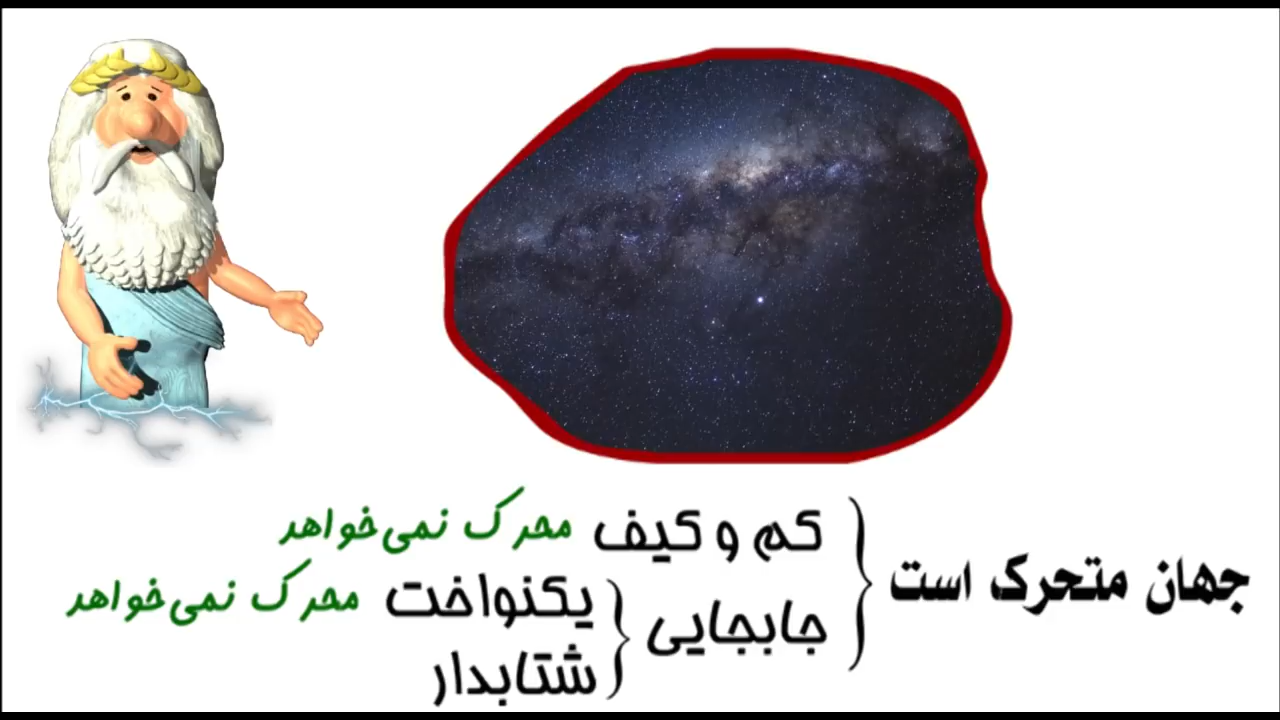 جهان متحرک است
کم و کیف محرک نمی‌خواهد
جابجایی
یکنواخت محرک نمی‌خواهد
شتابدار